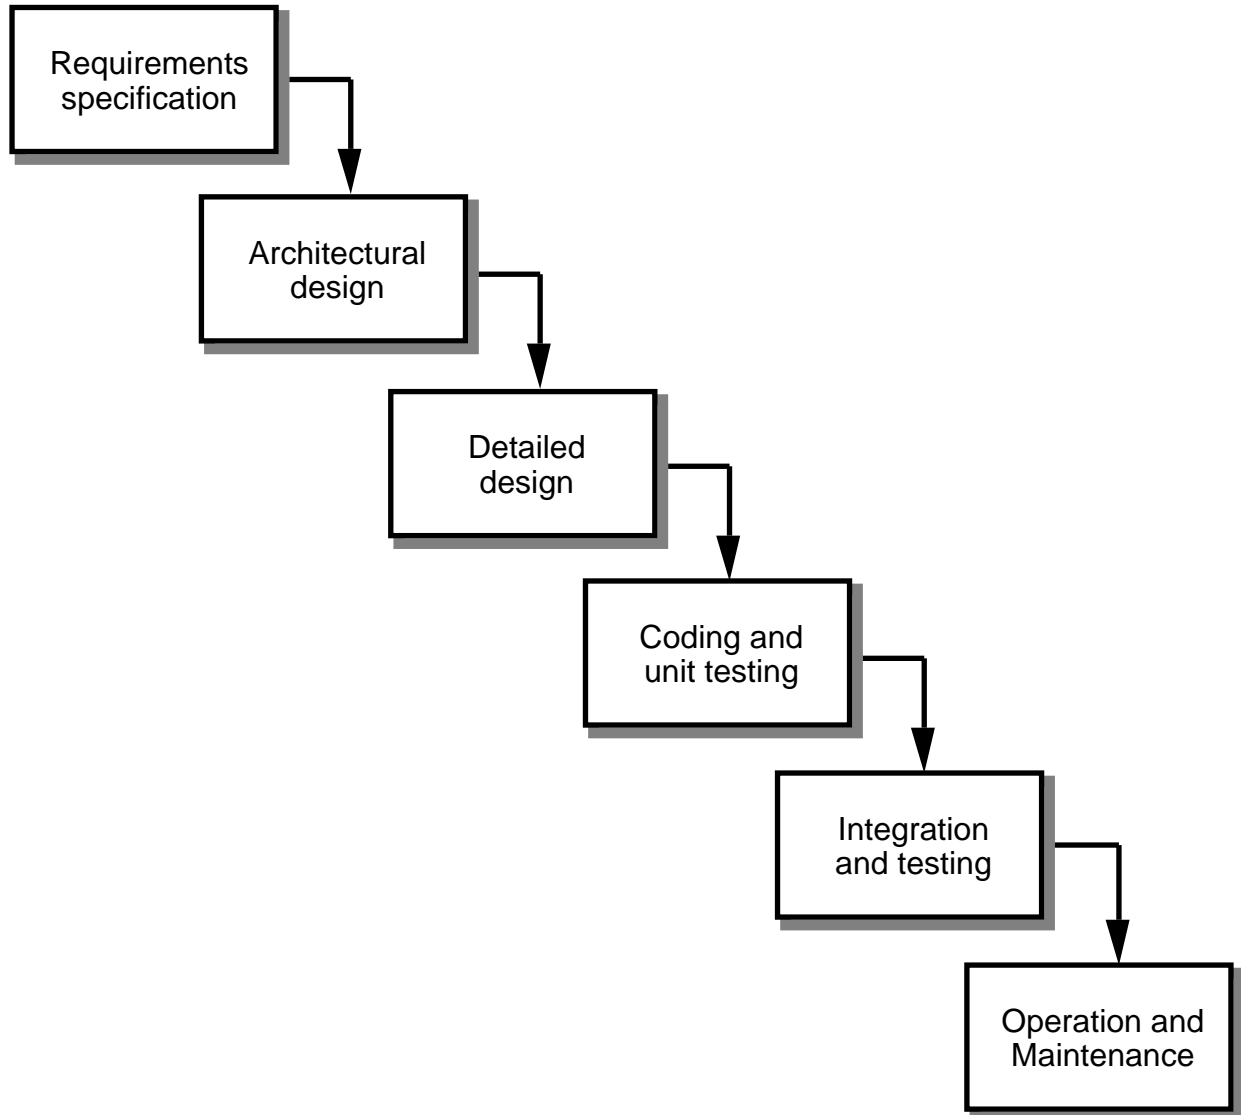 Requirements
specification
Architectural
design
Detailed
design
Coding and
unit testing
Integration
and testing
Operation and
Maintenance